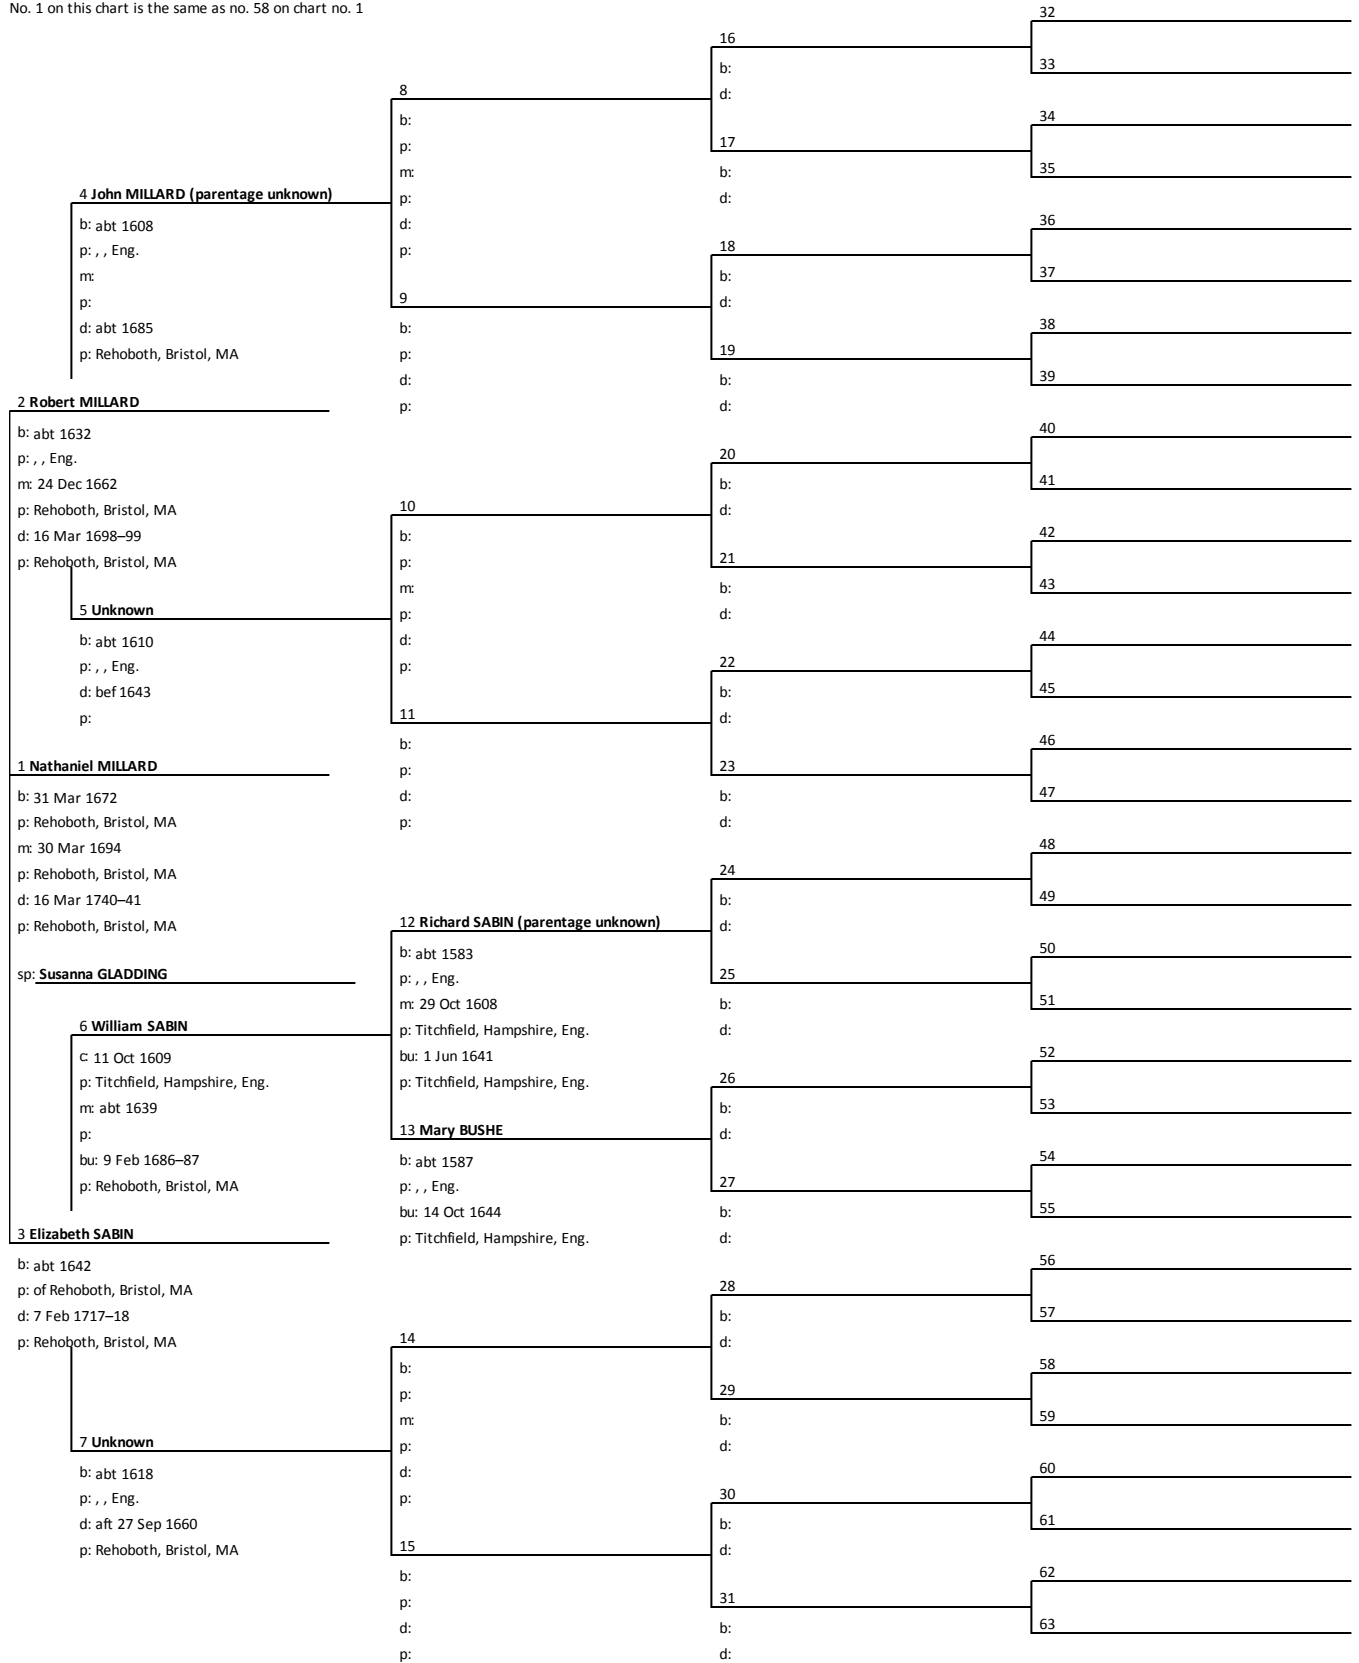 No. 1 on this chart is the same as no. 58 on chart no. 1
4 John MILLARD (parentage unknown)
b: abt 1608
p: , , Eng.
m:
p:
d: abt 1685
p: Rehoboth, Bristol, MA
2 Robert MILLARD
b: abt 1632
p: , , Eng.
m: 24 Dec 1662
p: Rehoboth, Bristol, MA
d: 16 Mar 1698–99
p: Rehoboth, Bristol, MA
5 Unknown
b: abt 1610
p: , , Eng.
d: bef 1643
p:
1 Nathaniel MILLARD
b: 31 Mar 1672
p: Rehoboth, Bristol, MA
m: 30 Mar 1694
p: Rehoboth, Bristol, MA
d: 16 Mar 1740–41
p: Rehoboth, Bristol, MA
sp: Susanna GLADDING
6 William SABIN
c: 11 Oct 1609
p: Titchfield, Hampshire, Eng.
m: abt 1639
p:
bu: 9 Feb 1686–87
p: Rehoboth, Bristol, MA
3 Elizabeth SABIN
b: abt 1642
p: of Rehoboth, Bristol, MA
d: 7 Feb 1717–18
p: Rehoboth, Bristol, MA
7 Unknown
b: abt 1618
p: , , Eng.
d: aft 27 Sep 1660
p: Rehoboth, Bristol, MA
8
b:
p:
m:
p:
d:
p:
9
b:
p:
d:
p:
10
b:
p:
m:
p:
d:
p:
11
b:
p:
d:
p:
12 Richard SABIN (parentage unknown)
b: abt 1583
p: , , Eng.
m: 29 Oct 1608
p: Titchfield, Hampshire, Eng.
bu: 1 Jun 1641
p: Titchfield, Hampshire, Eng.
13 Mary BUSHE
b: abt 1587
p: , , Eng.
bu: 14 Oct 1644
p: Titchfield, Hampshire, Eng.
14
b:
p:
m:
p:
d:
p:
15
b:
p:
d:
p:
16
b:
d:
17
b:
d:
18
b:
d:
19
b:
d:
20
b:
d:
21
b:
d:
22
b:
d:
23
b:
d:
24
b:
d:
25
b:
d:
26
b:
d:
27
b:
d:
28
b:
d:
29
b:
d:
30
b:
d:
31
b:
d:
32
33
34
35
36
37
38
39
40
41
42
43
44
45
46
47
48
49
50
51
52
53
54
55
56
57
58
59
60
61
62
63